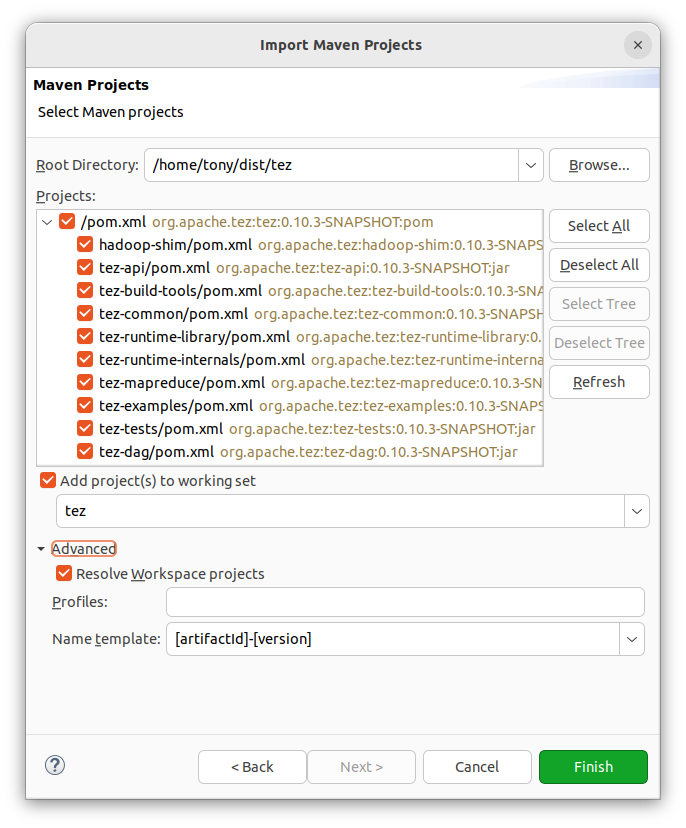 Import Maven Projects
Maven Projects
Select Maven projects
Root Directory: /home/tony/dist/tez Browse...
Projects:
/pom.xml org.apache.tez:tez:0.10.3-SNAPSHOT:pom
hadoop-shim/pom.xml org.apache.tez:hadoop-shim:0.10.3-SNAPS
tez-api/pom.xml org.apache.tez:tez-api:0.10.3-SNAPSHOT:jar
tez-build-tools/pom.xml org.apache.tez:tez-build-tools:0.10.3-SNA
tez-common/pom.xml org.apache.tez:tez-common:0.10.3-SNAPSH
tez-runtime-library/pom.xml org.apache.tez:tez-runtime-library:0.
tez-runtime-internals/pom.xml org.apache.tez:tez-runtime-interna
tez-mapreduce/pom.xml org.apache.tez:tez-mapreduce:0.10.3-SN
tez-examples/pom.xml org.apache.tez:tez-examples:0.10.3-SNAPS
tez-tests/pom.xml org.apache.tez:tez-tests:0.10.3-SNAPSHOT:jar
tez-dag/pom.xml org.apache.tez:tez-dag:0.10.3-SNAPSHOT:jar
Select All
Deselect All
Select Tree
Deselect Tree
Refresh
Add project(s) to working set
tez
Advanced
Resolve Workspace projects
Profiles:
Name template: [artifactId]-[version]
? < Back Next > Cancel Finish